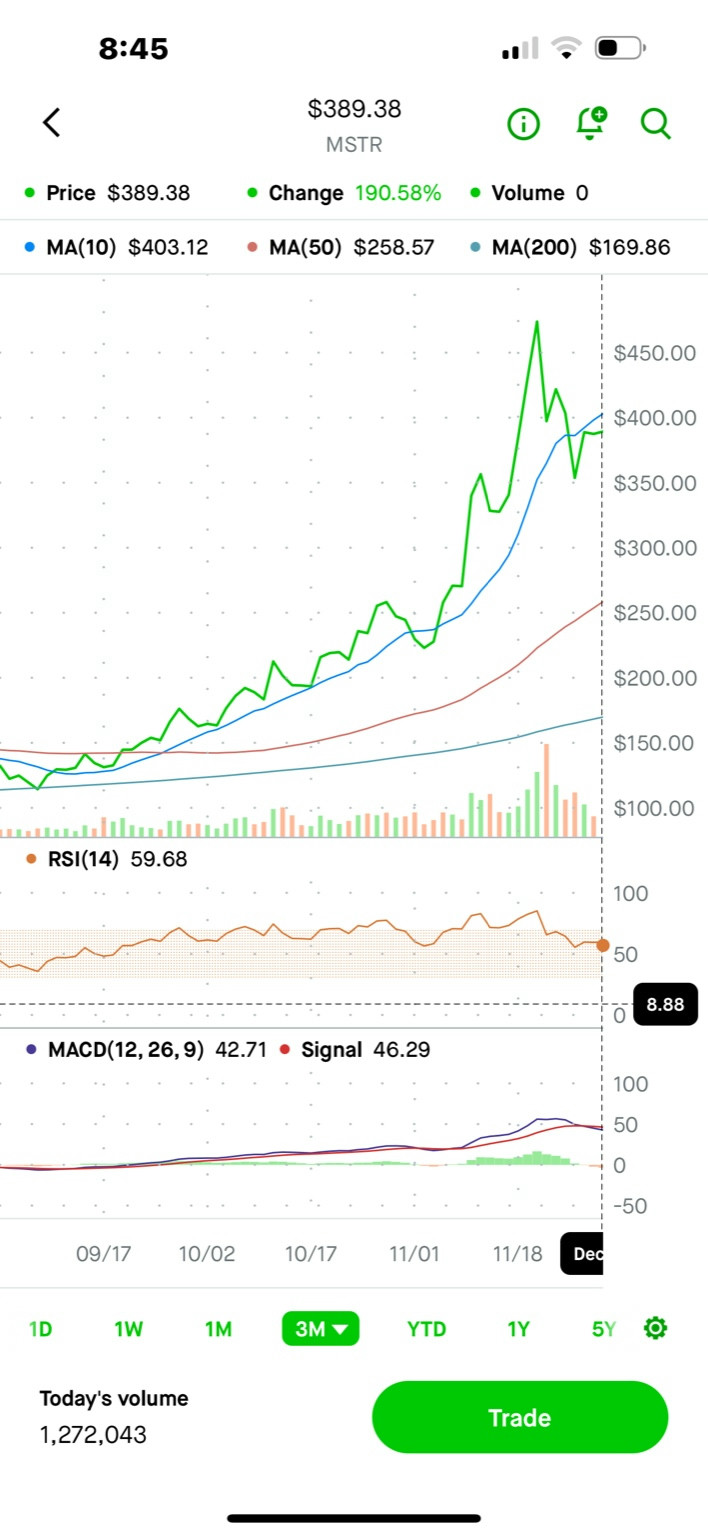 8:45
$389.38
MSTR
Price $389.38 Change 190.58% Volume 0
MA(10) $403.12 MA(50) $258.57 MA(200) $169.86
$450.00
$400.00
$350.00
$300.00
$250.00
$200.00
$150.00
$100.00
RSI(14) 59.68
100
50
8.88
0
MACD(12, 26, 9) 42.71 Signal 46.29
100
50
0
-50
09/17 10/02 10/17 11/01 11/18 Dec
1D 1W 1M 3M YTD 1Y 5Y
Today's volume
1,272,043
Trade